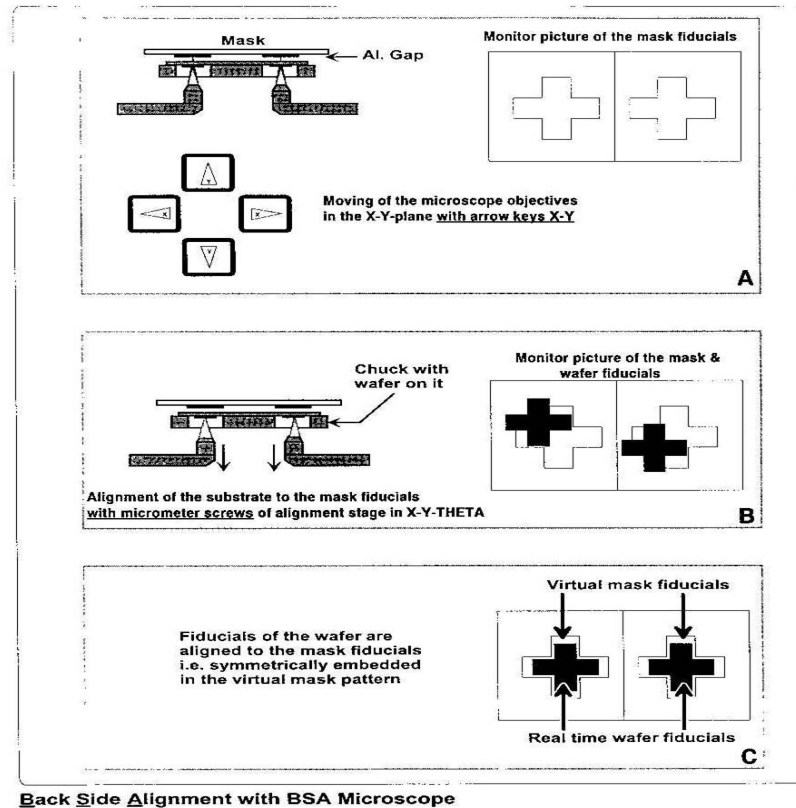 Mask
Al. Gap
Monitor picture of the mask fiducials
Moving of the microscope objectives
in the X-Y-plane with arrow keys X-Y
A
Chuck with
wafer on it
Monitor picture of the mask &
wafer fiducials
Alignment of the substrate to the mask fiducials
with micrometer screws of alignment stage in X-Y-THETA
B
Virtual mask fiducials
Fiducials of the wafer are
aligned to the mask fiducials
i.e. symmetrically embedded
in the virtual mask pattern
Real time wafer fiducials
C
Back Side Alignment with BSA Microscope